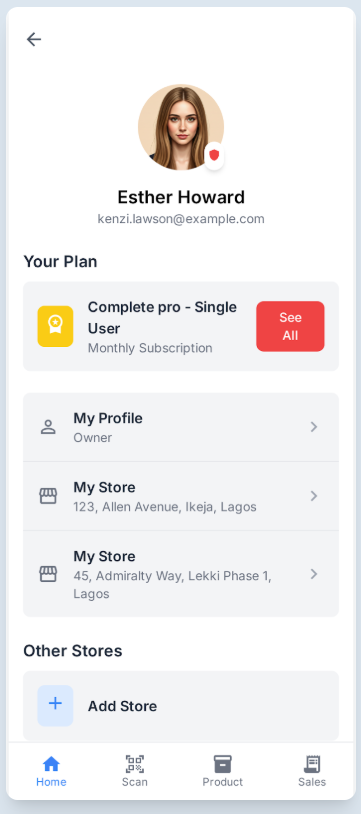 Esther Howard
kenzi.lawson@example.com
Your Plan
Complete pro - Single
User
Monthly Subscription
See
All
My Profile
Owner
My Store
123, Allen Avenue, Ikeja, Lagos
My Store
45, Admiralty Way, Lekki Phase 1,
Lagos
Other Stores
Add Store
Home
Scan
Product
Sales